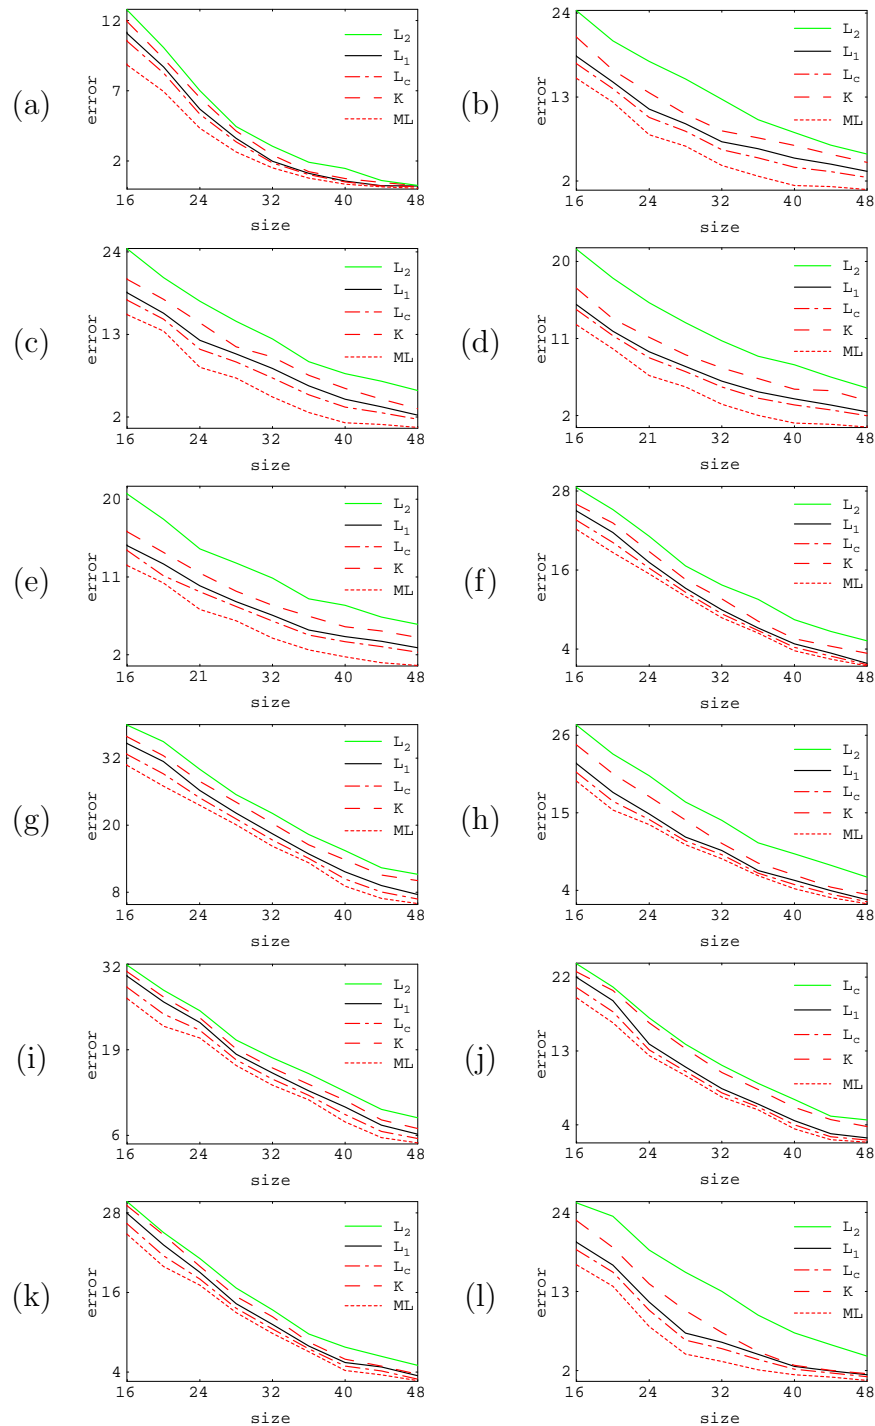 (a)
error
12
7
2
16 24 32 40 48
size
L2
L1
Lc
K
ML
(b)
error
24
13
2
16 24 32 40 48
size
L2
L1
Lc
K
ML
(c)
error
24
13
2
16 24 32 40 48
size
L2
L1
Lc
K
ML
(d)
error
20
11
2
16 21 32 40 48
size
L2
L1
Lc
K
ML
(e)
error
20
11
2
16 21 32 40 48
size
L2
L1
Lc
K
ML
(f)
error
28
16
4
16 24 32 40 48
size
L2
L1
Lc
K
ML
(g)
error
32
20
8
16 24 32 40 48
size
L2
L1
Lc
K
ML
(h)
error
26
15
4
16 24 32 40 48
size
L2
L1
Lc
K
ML
(i)
error
32
19
6
16 24 32 40 48
size
L2
L1
Lc
K
ML
(j)
error
22
13
4
16 24 32 40 48
size
Lc
L1
Lc
K
ML
(k)
error
28
16
4
16 24 32 40 48
size
L2
L1
Lc
K
ML
(l)
error
24
13
2
16 24 32 40 48
size
L2
L1
Lc
K
ML